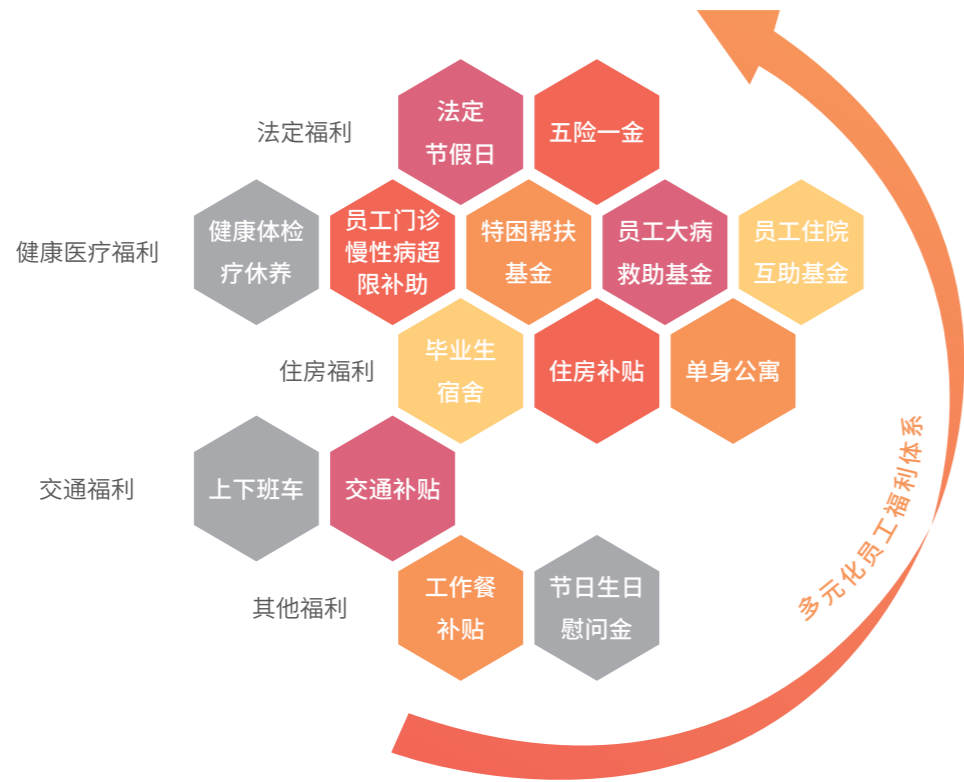 法定福利
法定
节假日
五险一金
健康医疗福利
健康体检
疗休养
员工门诊
慢性病超
限补助
特困帮扶
基金
员工大病
救助基金
员工住院
互助基金
住房福利
毕业生
宿舍
住房补贴
单身公寓
交通福利
上下班车
交通补贴
其他福利
工作餐
补贴
节日生日
慰问金
多元化员工福利体系